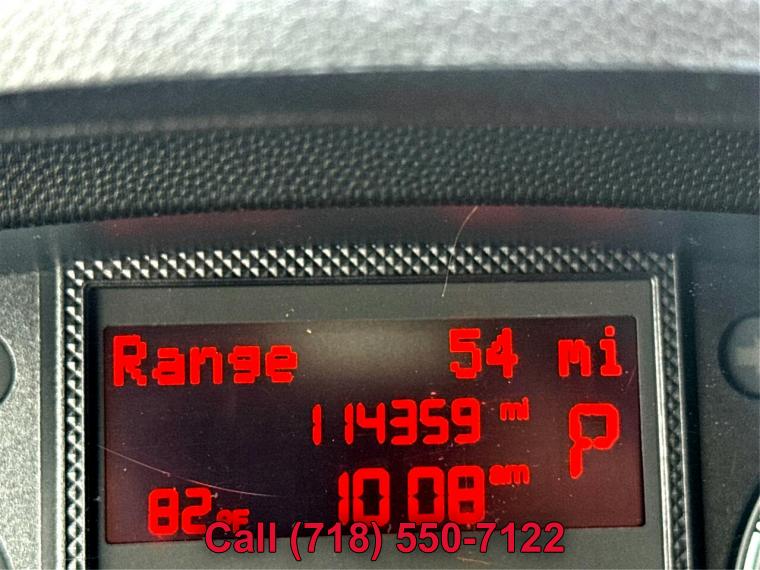 Range 54 mi
114359 mi P
82°F 10 08 am
Call (718) 550-7122